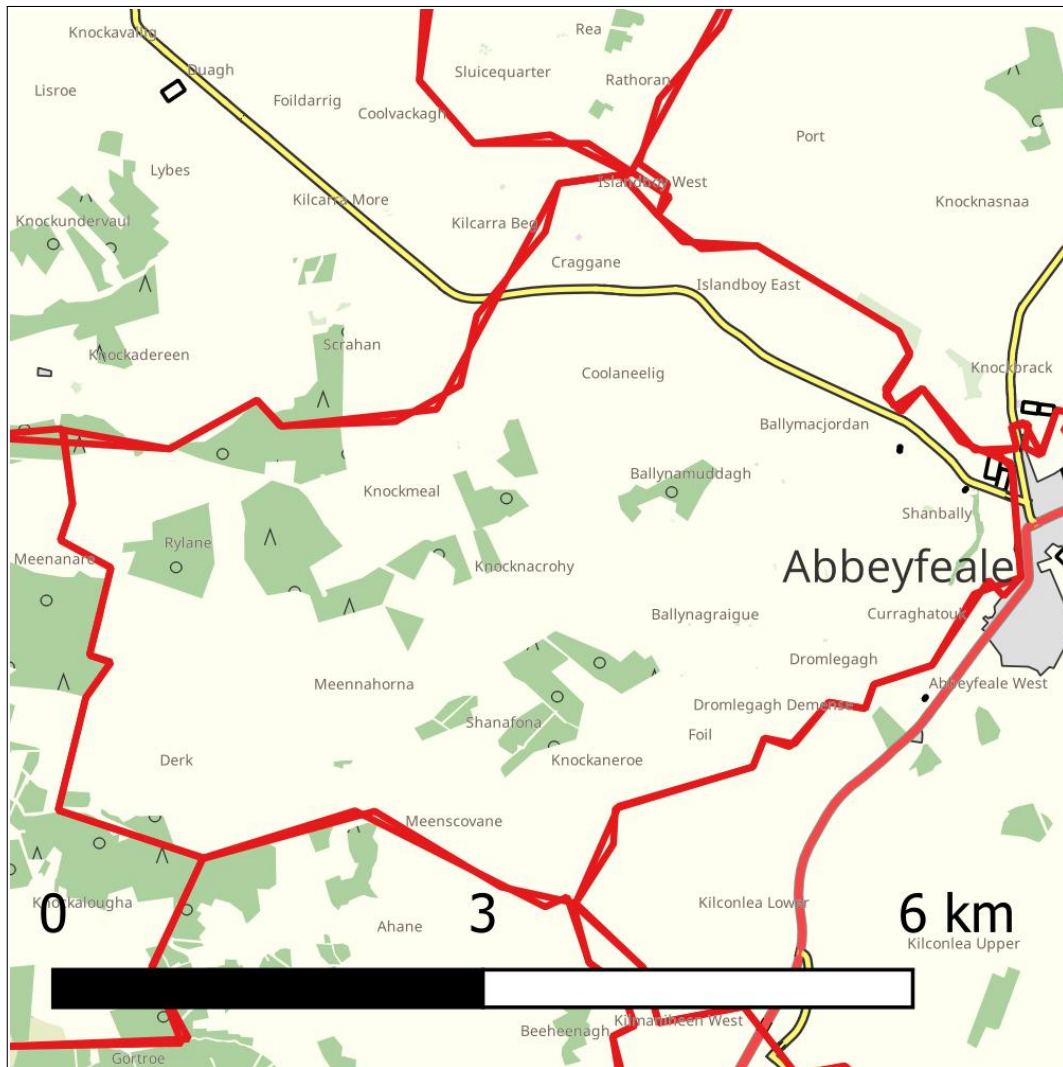 Rea
Knockavallig
Duagh
Sluicequarter
Rathoran
Lisroe
Foildarrig
Coolvackagh
Port
Lybes
Islandboy West
Kilcarra More
Knocknasnaa
Knockundervaul
Kilcarra Beg
Craggane
Islandboy East
Scrahan
Knockadereen
Knockbrack
Coolaneelig
Ballymacjordan
Ballynamuddagh
Knockmeal
Shanbally
Rylane
Meenanare
Knocknacrohy
Abbeyfeale
Ballynagraigue
Curraghatouk
Dromlegagh
Meennahorna
Abbeyfeale West
Dromlegagh Demense
Shanafona
Foil
Derk
Knockaneroe
Meenscovane
Knockalougha
Kilconlea Lower
0 3 6 km
Ahane
Kilconlea Upper
Kilmaniheen West
Beeheenagh
Gortroe